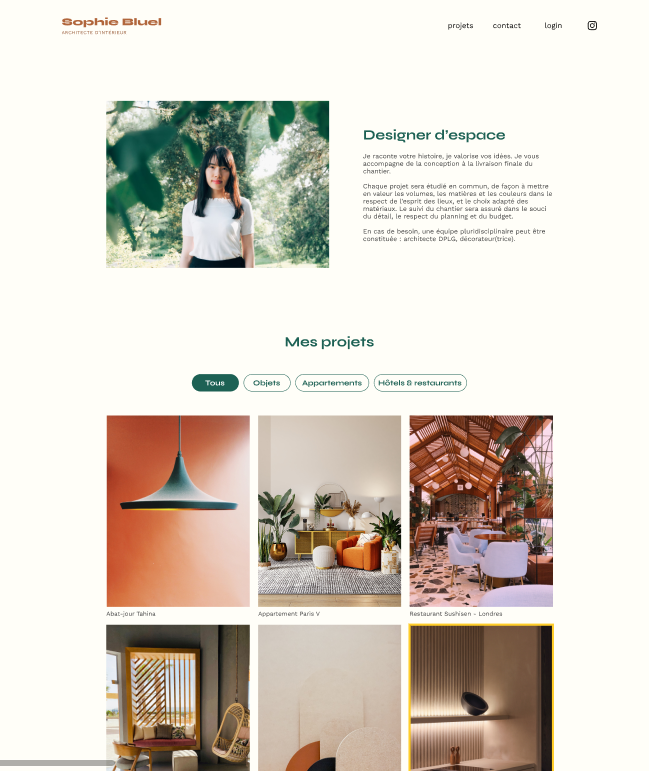 Sophie Bluel
ARCHITECTE D'INTÉRIEUR
projets
contact
login
Designer d'espace
Je raconte votre histoire, je valorise vos idées. Je vous
accompagne de la conception à la livraison finale du
chantier.
Chaque projet sera étudié en commun, de façon à mettre
en valeur les volumes, les matières et les couleurs dans le
respect de l'esprit des lieux, et le choix adapté des
matériaux. Le suivi du chantier sera assuré dans le souci
du détail, le respect du planning et du budget.
En cas de besoin, une équipe pluridisciplinaire peut être
constituée : architecte DPLG, décorateur(trice).
Mes projets
Tous
Objets
Appartements
Hôtels & restaurants
Abat-jour Tahina
Appartement Paris V
Restaurant Sushisen - Londres